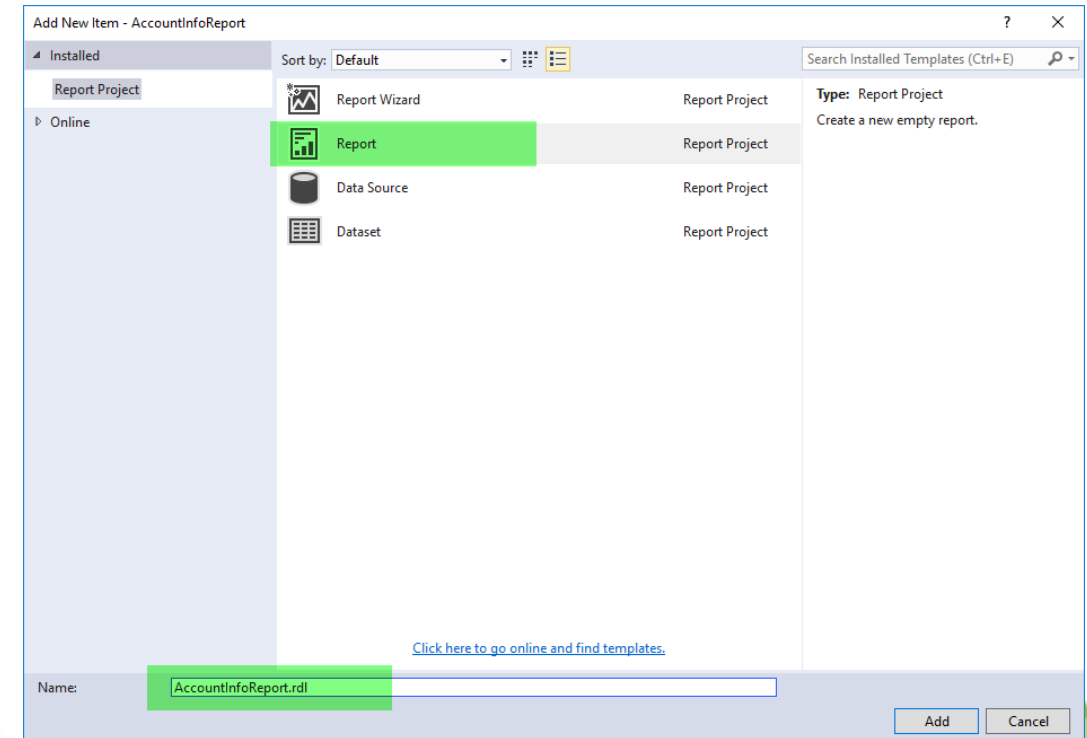 Add New Item - AccountInfoReport
?
Installed
Sort by: Default
Search Installed Templates (Ctrl+E)
Report Project
Online
Report Wizard Report Project
Report Report Project
Data Source Report Project
Dataset Report Project
Type: Report Project
Create a new empty report.
Click here to go online and find templates.
Name: AccountInfoReport.rdl
Add Cancel